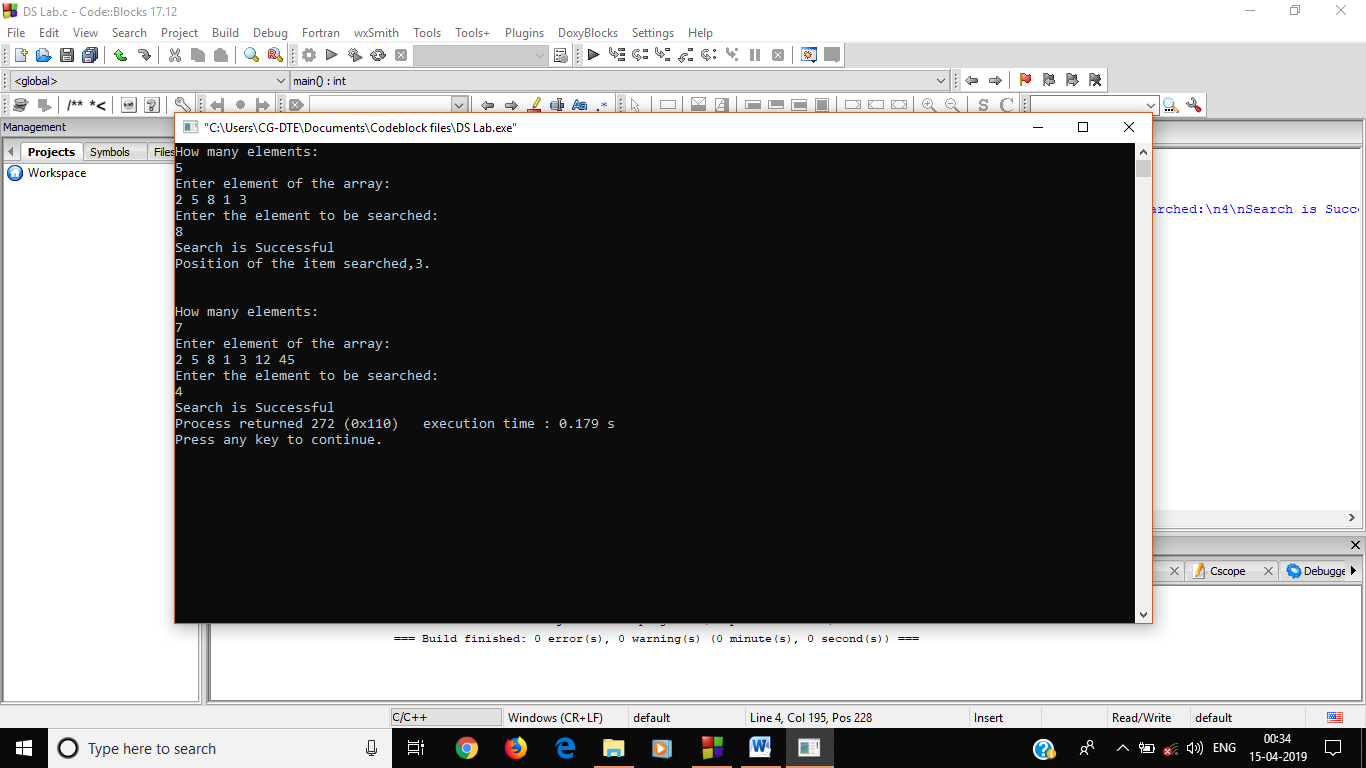 DS Lab.c - Code::Blocks 17.12
File Edit View Search Project Build Debug Fortran wxSmith Tools Tools+ Plugins DoxyBlocks Settings Help
<global> main() : int
/** *< Aa .* S C
Management
Projects Symbols Files
Workspace
"C:\Users\CG-DTE\Documents\Codeblock files\DS Lab.exe"
How many elements:
5
Enter element of the array:
2 5 8 1 3
Enter the element to be searched:
8
Search is Successful
Position of the item searched,3.
How many elements:
7
Enter element of the array:
2 5 8 1 3 12 45
Enter the element to be searched:
4
Search is Successful
Process returned 272 (0x110)   execution time : 0.179 s
Press any key to continue.
arched:\n4\nSearch is Succe
Cscope Debugge
=== Build finished: 0 error(s), 0 warning(s) (0 minute(s), 0 second(s)) ===
C/C++ Windows (CR+LF) default Line 4, Col 195, Pos 228 Insert Read/Write default
Type here to search
ENG
00:34
15-04-2019